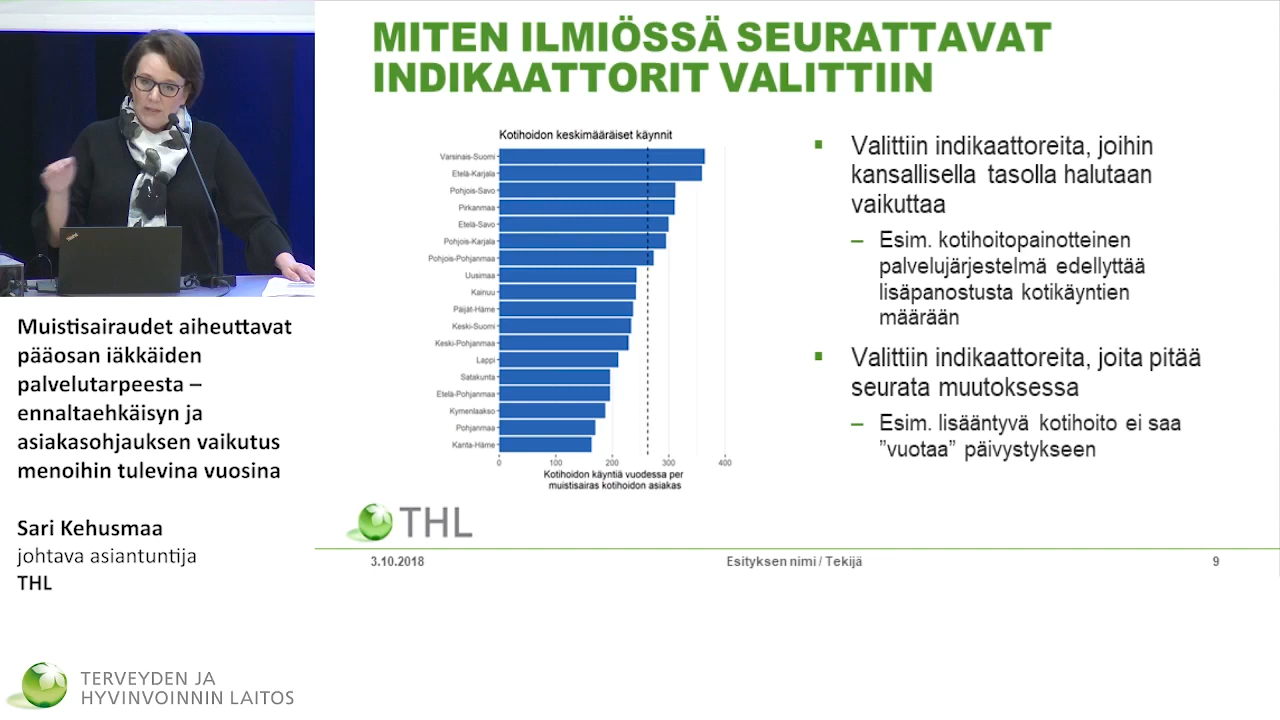 MITEN ILMIÖSSÄ SEURATTAVAT
INDIKAATTORIT VALITTIIN
Kotihoidon keskimääräiset käynnit
Varsinais-Suomi
Etelä-Karjala
Pohjois-Savo
Pirkanmaa
Etelä-Savo
Pohjois-Karjala
Pohjois-Pohjanmaa
Uusimaa
Kainuu
Päijät-Häme
Keski-Suomi
Keski-Pohjanmaa
Lappi
Satakunta
Etelä-Pohjanmaa
Kymenlaakso
Pohjanmaa
Kanta-Häme
0 100 200 300 400
Kotihoidon käyntiä vuodessa per
muistisairas kotihoidon asiakas
Valittiin indikaattoreita, joihin
kansallisella tasolla halutaan
vaikuttaa
– Esim. kotihoitopainotteinen
palvelujärjestelmä edellyttää
lisäpanostusta kotikäyntien
määrään
Valittiin indikaattoreita, joita pitää
seurata muutoksessa
– Esim. lisääntyvä kotihoito ei saa
”vuotaa” päivystykseen
THL
3.10.2018 Esityksen nimi / Tekijä 9
Muistisairaudet aiheuttavat
pääosan iäkkäiden
palvelutarpeesta –
ennaltaehkäisyn ja
asiakasohjauksen vaikutus
menoihin tulevina vuosina
Sari Kehusmaa
johtava asiantuntija
THL
TERVEYDEN JA
HYVINVOINNIN LAITOS